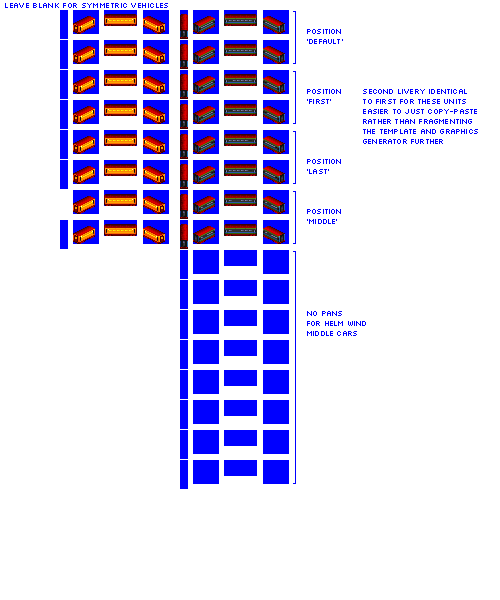 LEAVE BLANK FOR SYMMETRIC VEHICLES
POSITION
'DEFAULT'
POSITION
'FIRST'
SECOND LIVERY IDENTICAL
TO FIRST FOR THESE UNITS
EASIER TO JUST COPY-PASTE
RATHER THAN FRAGMENTING
THE TEMPLATE AND GRAPHICS
GENERATOR FURTHER
POSITION
'LAST'
POSITION
'MIDDLE'
NO PANS
FOR HELM WIND
MIDDLE CARS